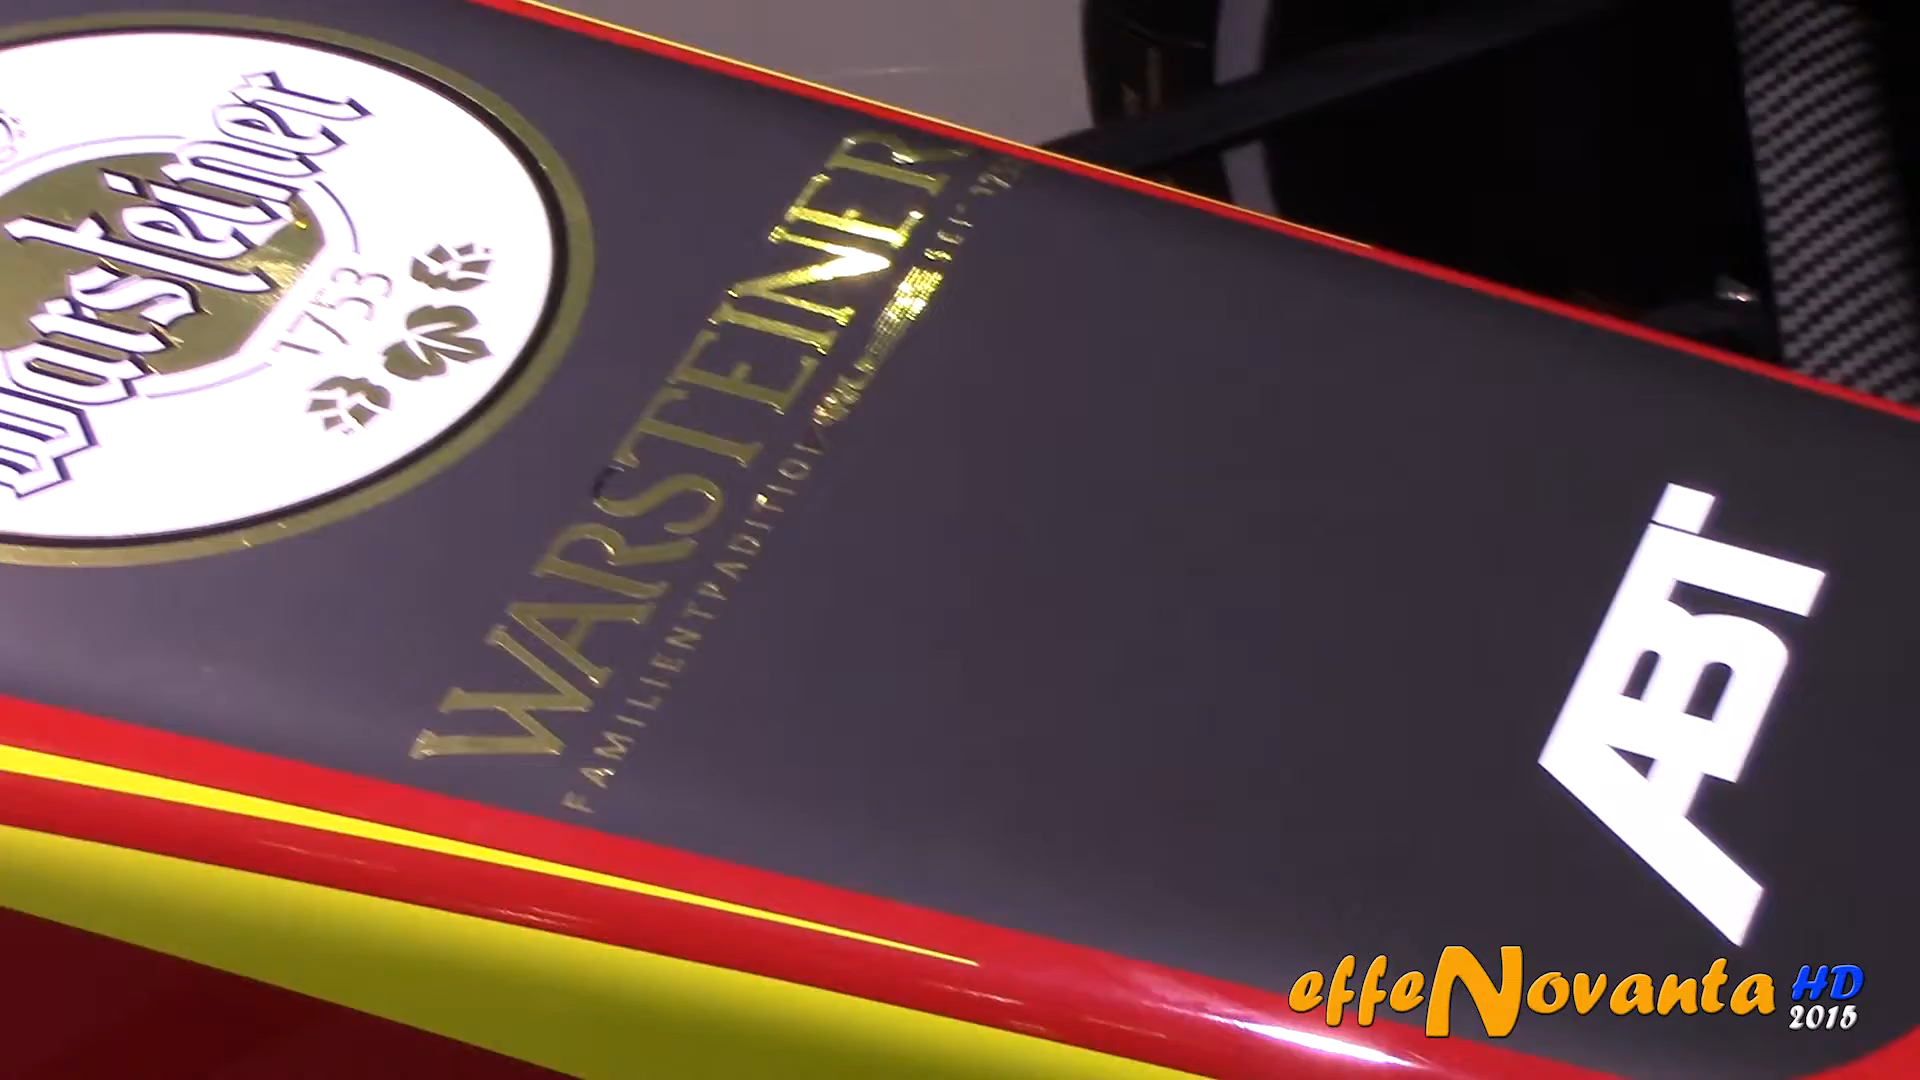 Warsteiner
1753
WARSTEINER
FAMILIENTRADITION
ABT
effeNovanta HD
2015